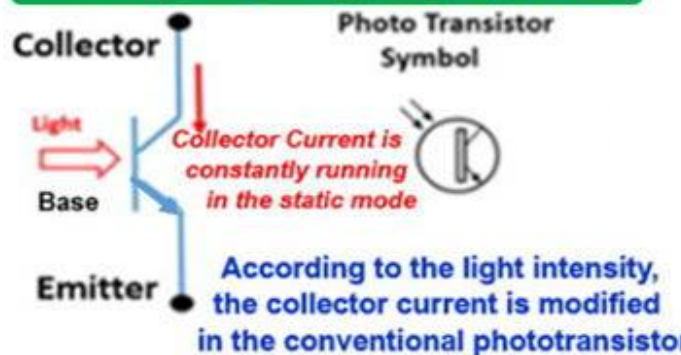 Collector
Photo Transistor
Symbol
Light
Collector Current is
constantly running
in the static mode
Base
According to the light intensity,
Emitter
the collector current is modified
in the conventional phototransisto